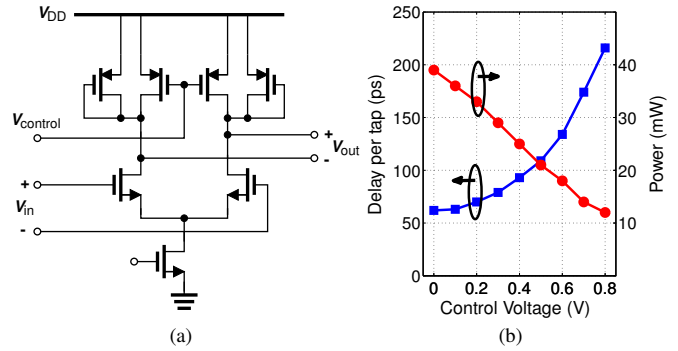 VDD
Vcontrol
+
Vout
-
+
Vin
-
(a)
250
200
150
100
50
0
Delay per tap (ps)
40
30
20
10
Power (mW)
0 0.2 0.4 0.6 0.8
Control Voltage (V)
(b)